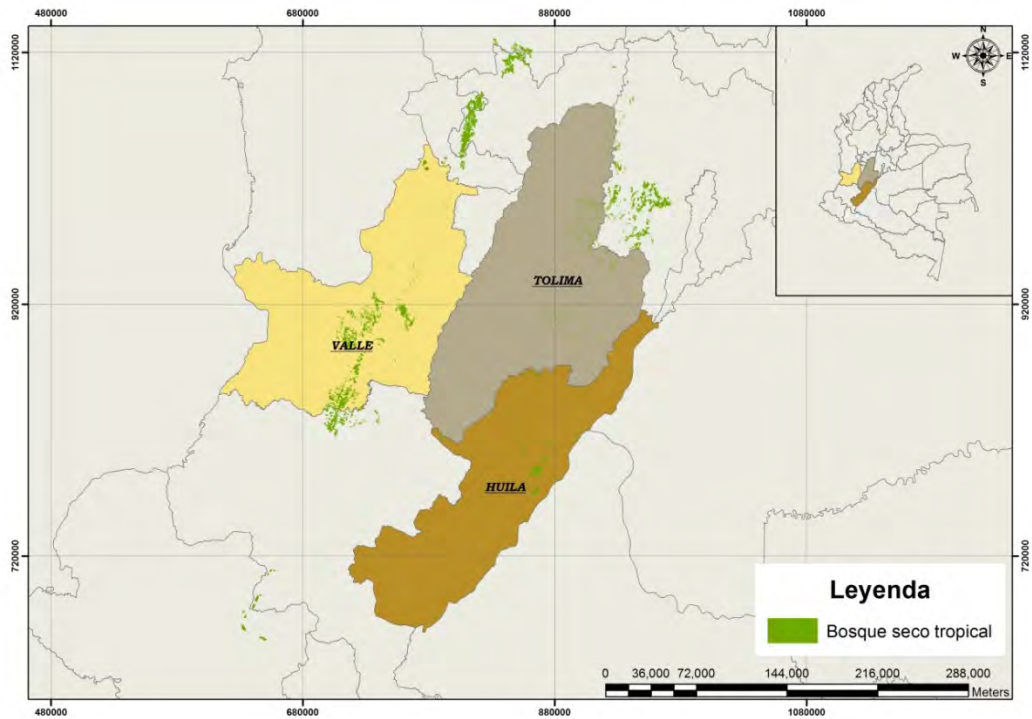 480000 680000 880000 1080000
1120000 1120000
N
W E
S
TOLIMA
920000 920000
VALLE
HUILA
720000 720000
Leyenda
Bosque seco tropical
0 36,000 72,000 144,000 216,000 288,000
Meters
480000 680000 880000 1080000